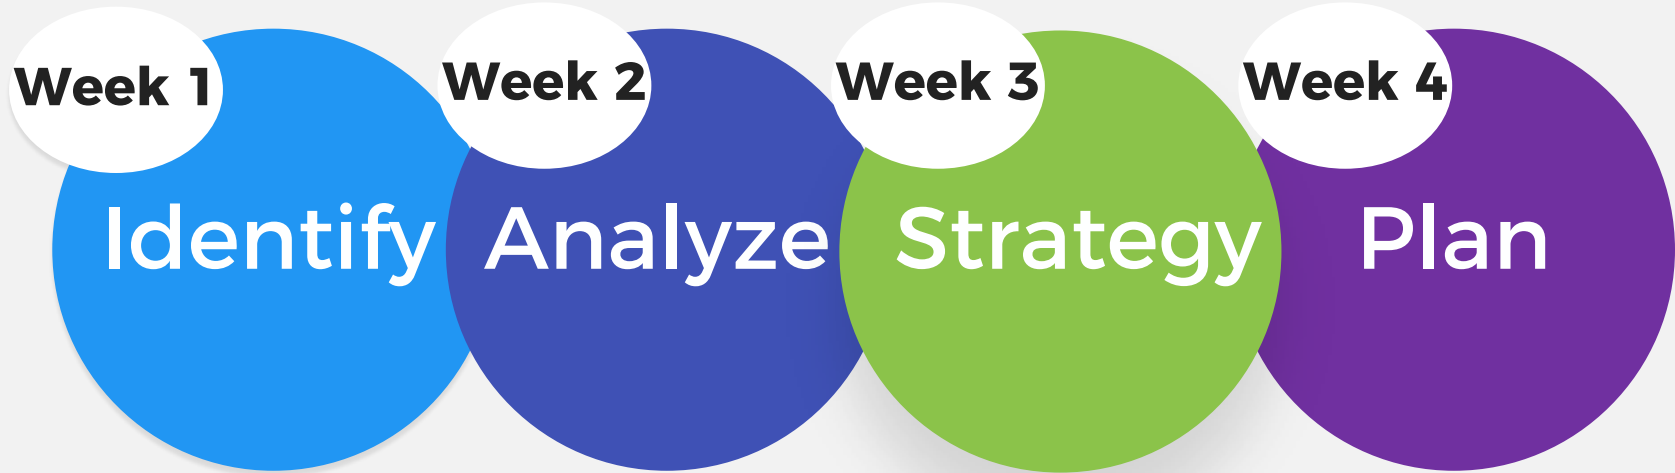 Week 1
Identify
Week 2
Analyze
Week 3
Strategy
Week 4
Plan